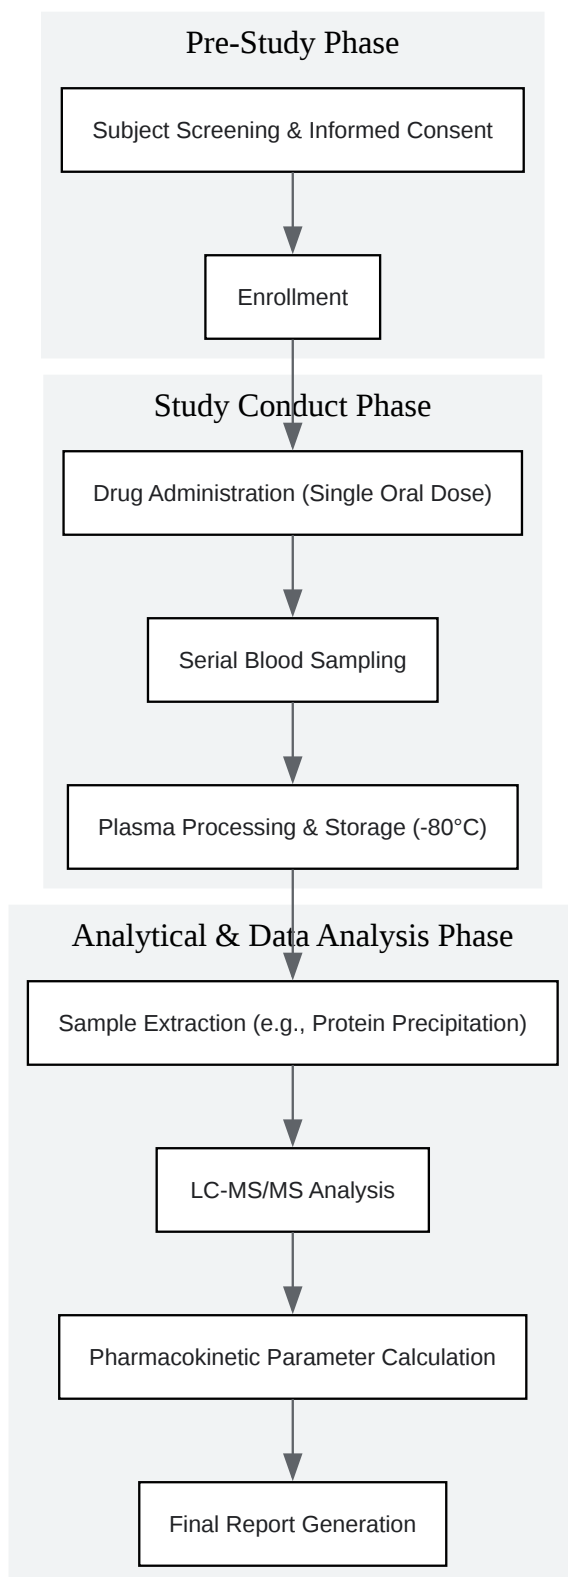 Pre-Study Phase
Subject Screening & Informed Consent
Enrollment
Study Conduct Phase
Drug Administration (Single Oral Dose)
Serial Blood Sampling
Plasma Processing & Storage (-80°C)
Analytical & Data Analysis Phase
Sample Extraction (e.g., Protein Precipitation)
LC-MS/MS Analysis
Pharmacokinetic Parameter Calculation
Final Report Generation